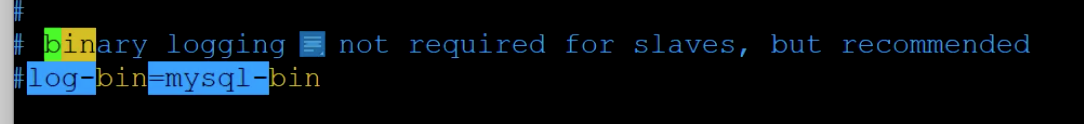 #
# binary logging not required for slaves, but recommended
#log-bin=mysql-bin